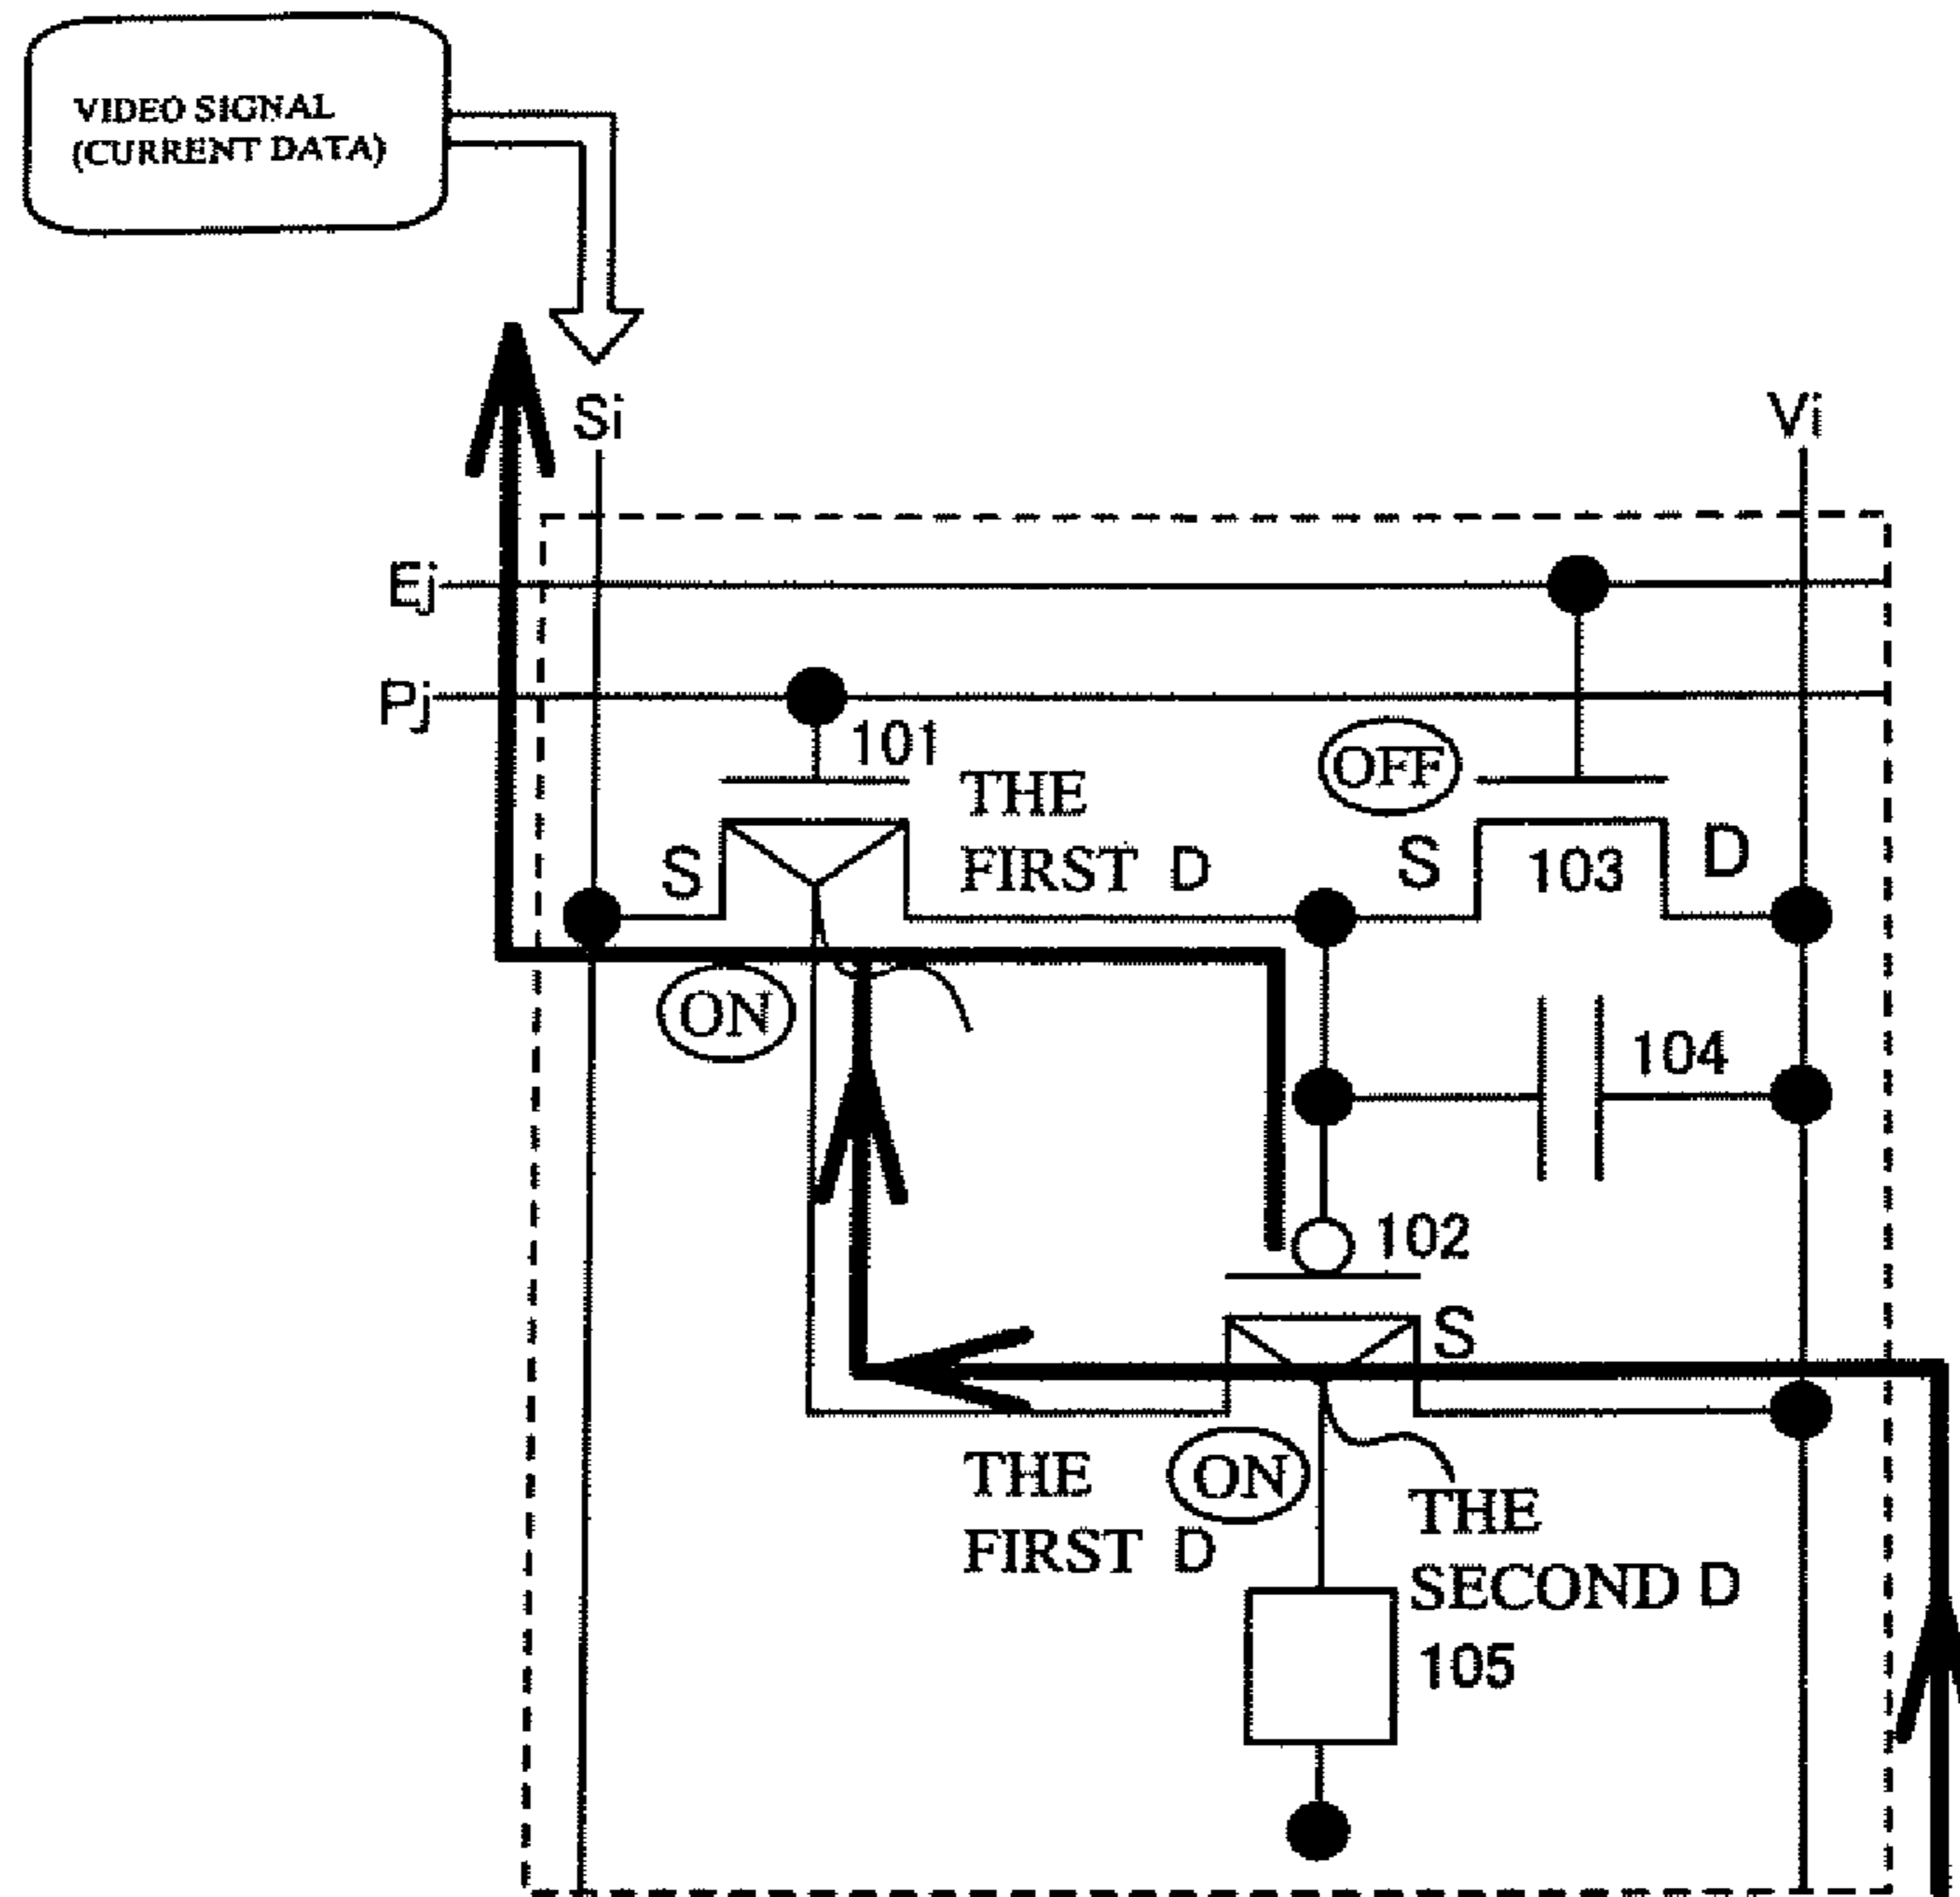 VIDEO SIGNAL
(CURRENT DATA)
Si
Vi
Ej
Pj
101
THE
FIRST D
OFF
S
S
103
D
ON
104
102
S
THE
FIRST D
ON
THE
SECOND D
105